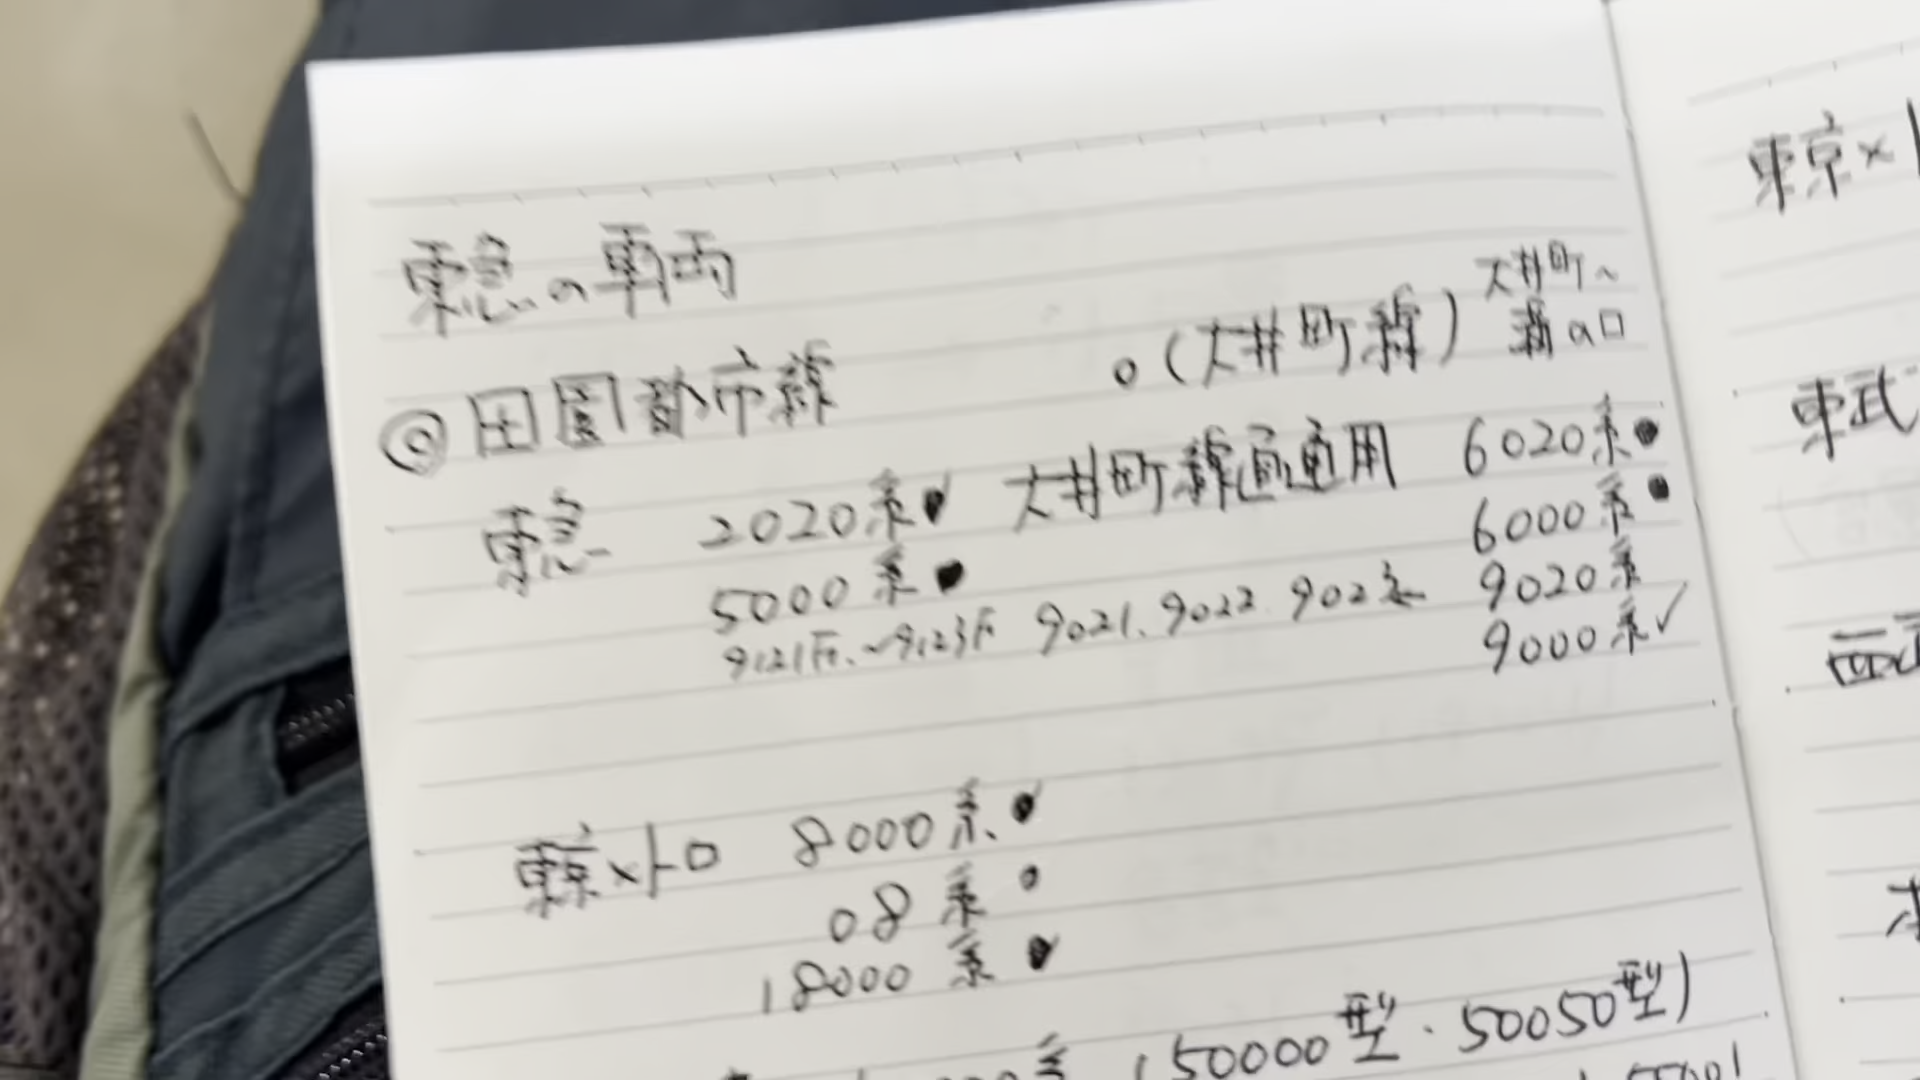 東急の車両
◎田園都市線
○(大井町線) 大井町~
溝の口
東急 2020系● 大井町線直通用 6020系●
5000系● 6000系●
9121F、~9123F 9021、9022 9020系
9000系✓
東京メトロ 8000系●
08系○
18000系●
(50000型・50050型)
東京メ
東武
西武